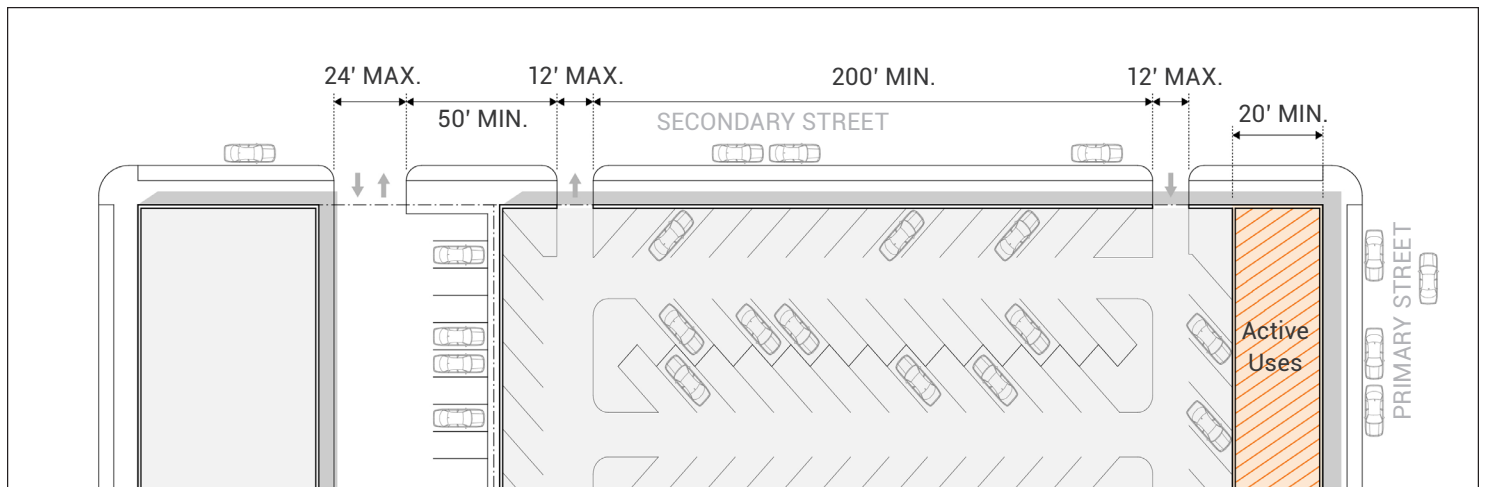 24' MAX.
12' MAX.
200' MIN.
12' MAX.
50' MIN.
20' MIN.
SECONDARY STREET
PRIMARY STREET
Active
Uses